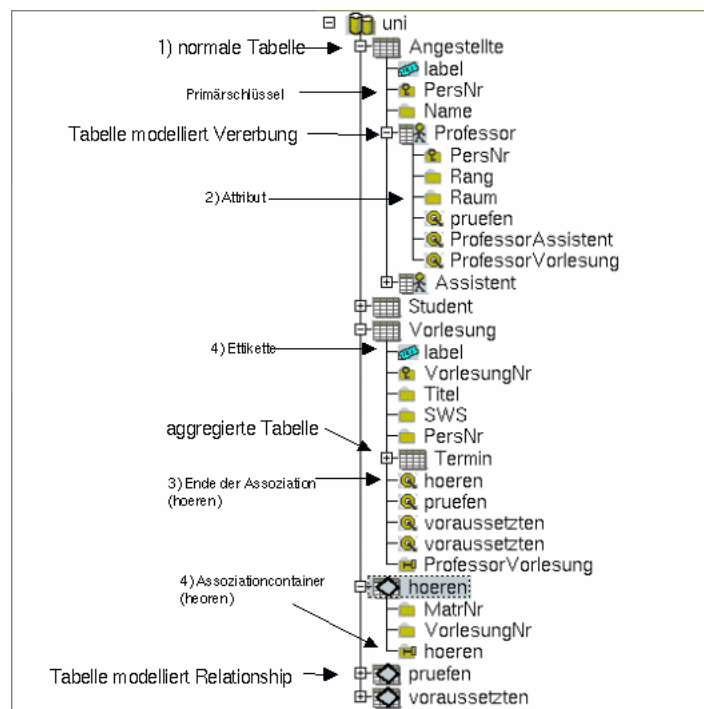 uni
1) normale Tabelle
Angestellte
label
Primärschlüssel
PersNr
Name
Tabelle modelliert Vererbung
Professor
PersNr
Rang
2) Attribut
Raum
pruefen
ProfessorAssistent
ProfessorVorlesung
Assistent
Student
Vorlesung
4) Ettikette
label
VorlesungNr
Titel
SWS
PersNr
aggregierte Tabelle
Termin
3) Ende der Assoziation
(hoeren)
hoeren
pruefen
voraussetzten
voraussetzten
ProfessorVorlesung
4) Assoziationcontainer
(heoren)
hoeren
MatrNr
VorlesungNr
hoeren
Tabelle modelliert Relationship
pruefen
voraussetzten